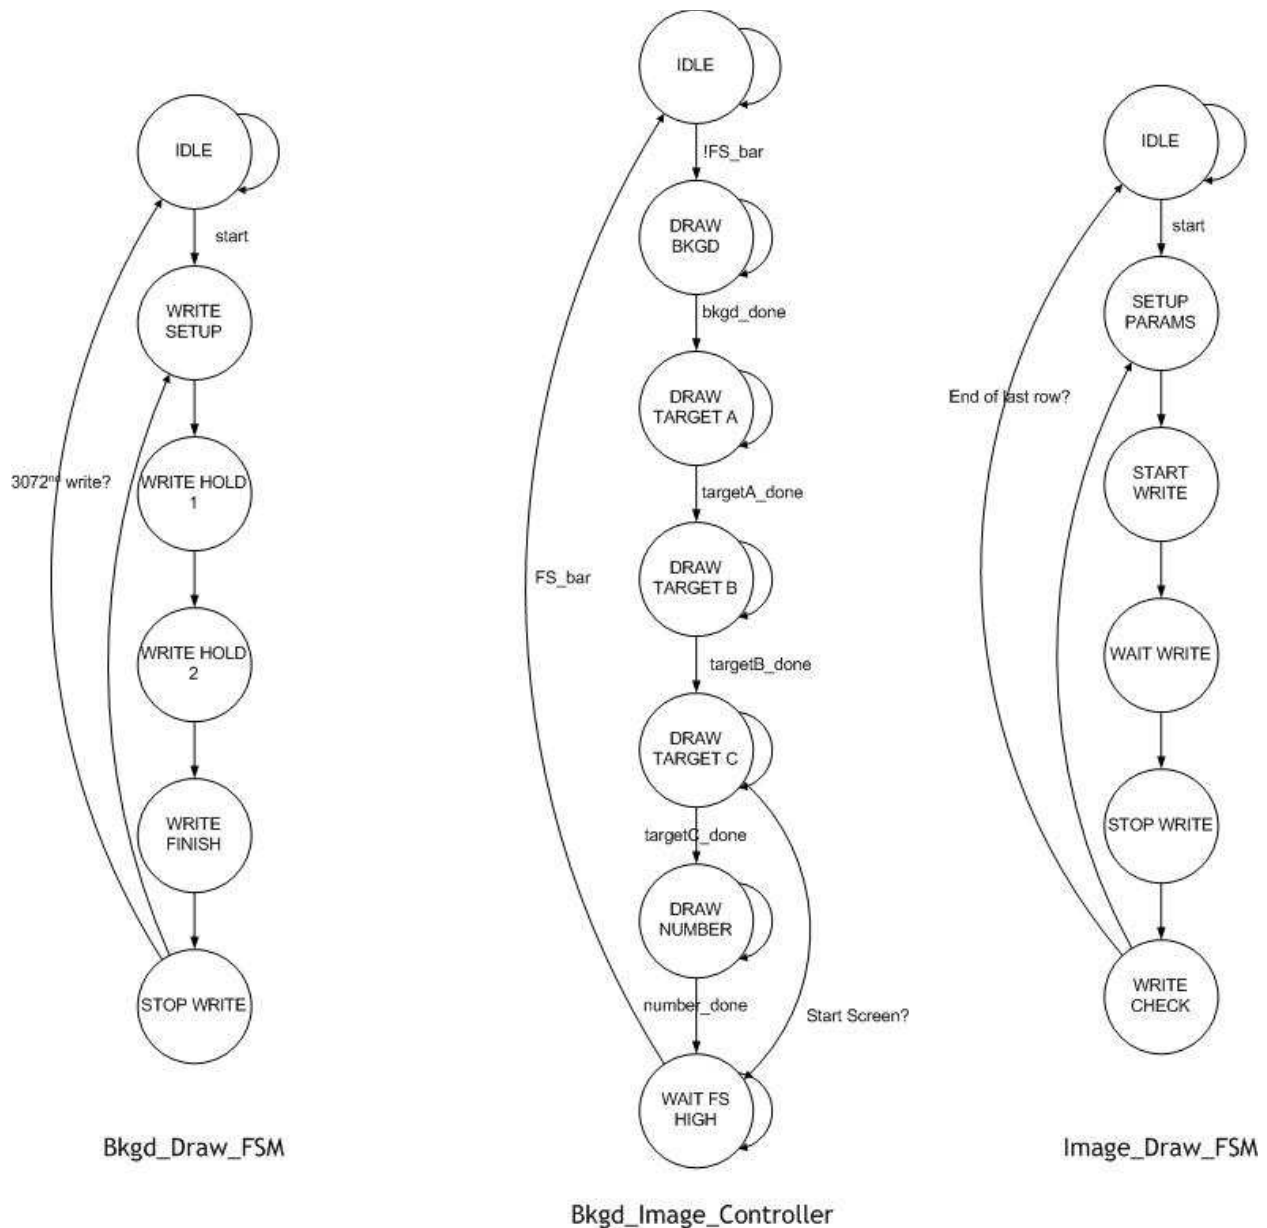 IDLE
start
WRITE
SETUP
3072nd write?
WRITE HOLD
1
WRITE HOLD
2
WRITE
FINISH
STOP WRITE
Bkgd_Draw_FSM
IDLE
!FS_bar
DRAW
BKGD
bkgd_done
DRAW
TARGET A
targetA_done
DRAW
TARGET B
FS_bar
targetB_done
DRAW
TARGET C
targetC_done
DRAW
NUMBER
number_done
Start Screen?
WAIT FS
HIGH
Bkgd_Image_Controller
IDLE
start
SETUP
PARAMS
End of last row?
START
WRITE
WAIT WRITE
STOP WRITE
WRITE
CHECK
Image_Draw_FSM